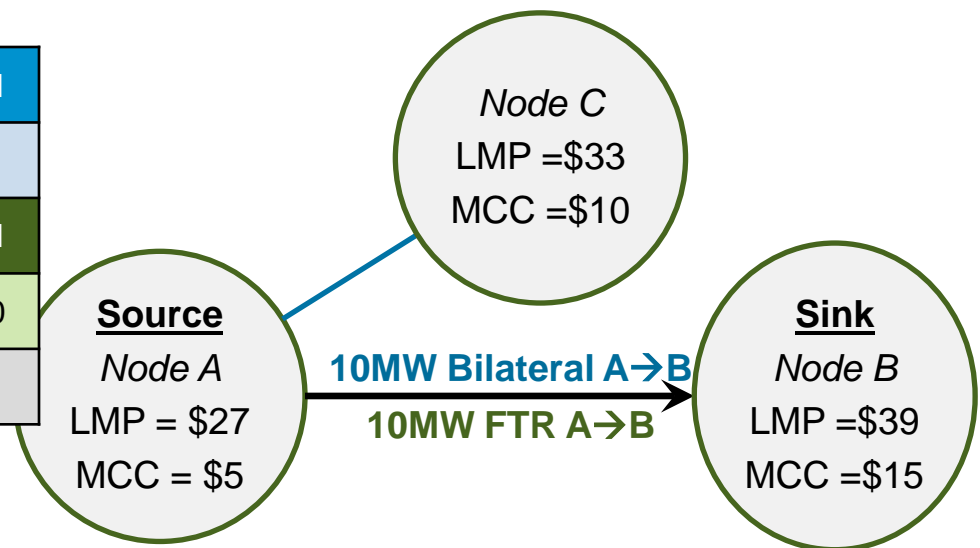 Node C
LMP =$33
MCC =$10
Source
Node A
LMP = $27
MCC = $5
10MW Bilateral A→B
10MW FTR A→B
Sink
Node B
LMP =$39
MCC =$15